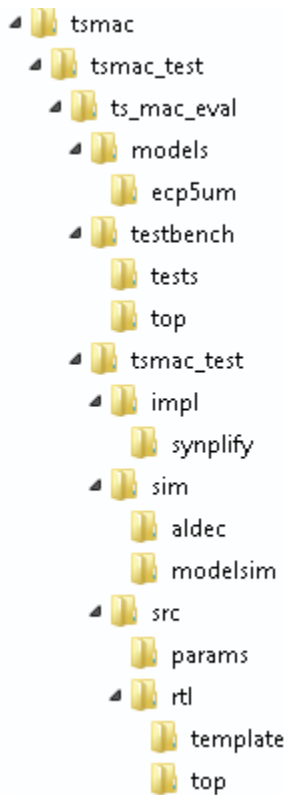 tsmac
tsmac_test
ts_mac_eval
models
ecp5um
testbench
tests
top
tsmac_test
impl
synplify
sim
aldec
modelsim
src
params
rtl
template
top